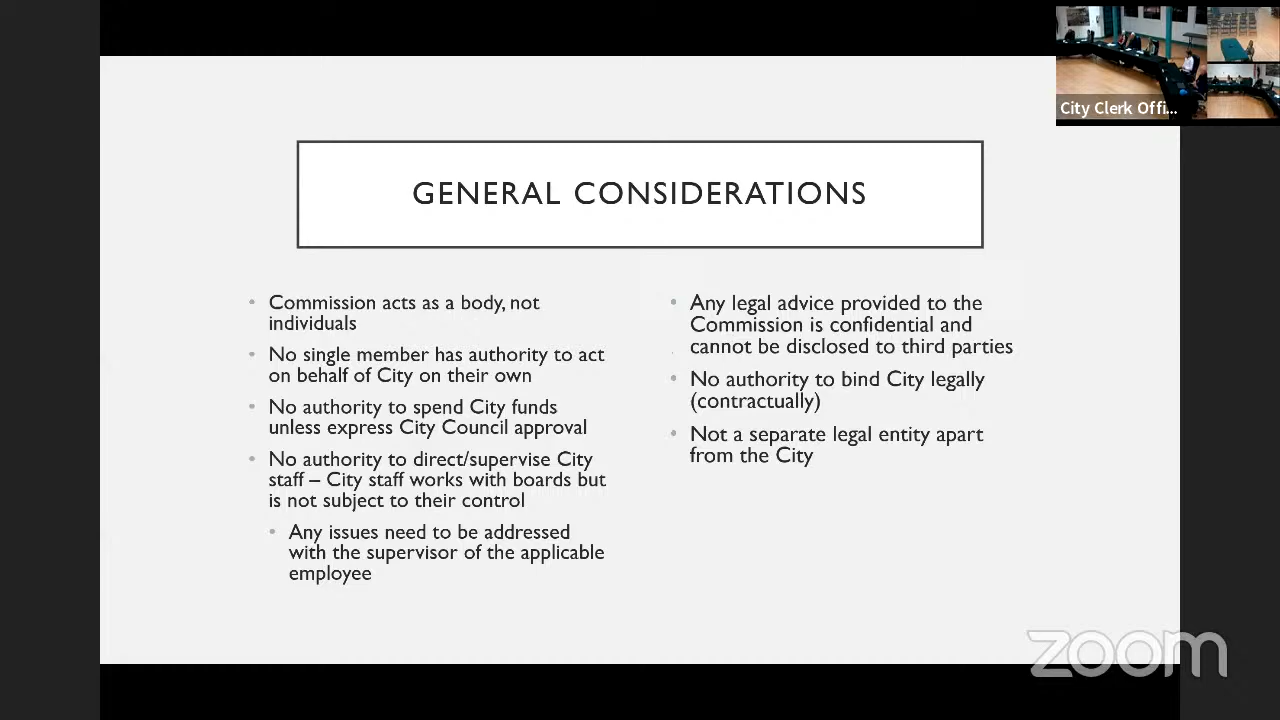 City Clerk Offi...
GENERAL CONSIDERATIONS
• Commission acts as a body, not
individuals
• No single member has authority to act
on behalf of City on their own
• No authority to spend City funds
unless express City Council approval
• No authority to direct/supervise City
staff – City staff works with boards but
is not subject to their control
• Any issues need to be addressed
with the supervisor of the applicable
employee
• Any legal advice provided to the
Commission is confidential and
cannot be disclosed to third parties
• No authority to bind City legally
(contractually)
• Not a separate legal entity apart
from the City
zoom